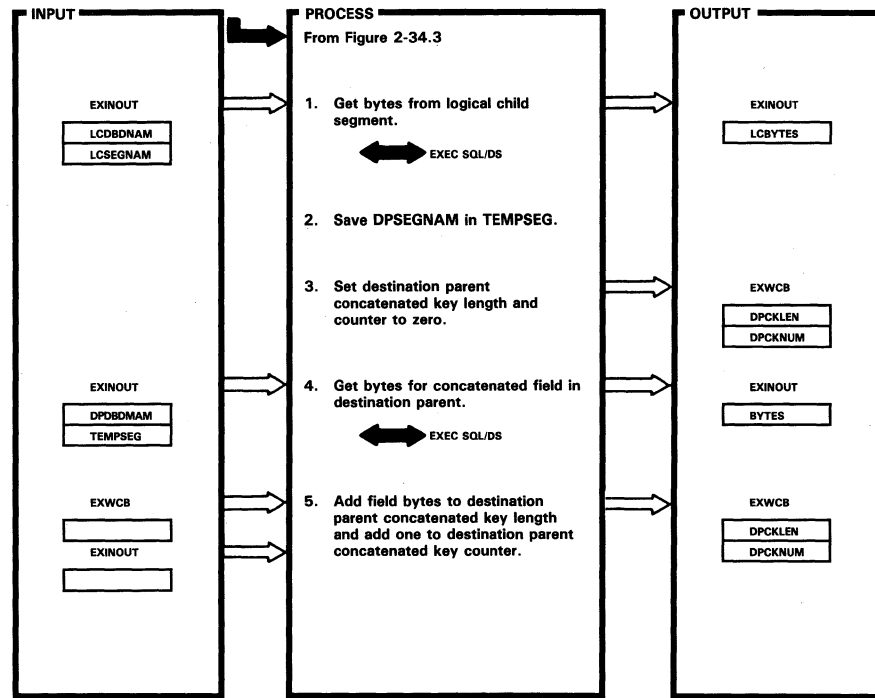 INPUT
EXINOUT
LCDBDNAM
LCSEGNAM
EXINOUT
DPDBDMAM
TEMPSEG
EXWCB
EXINOUT
PROCESS
From Figure 2-34.3
1. Get bytes from logical child
segment.
EXEC SQL/DS
2. Save DPSEGNAM in TEMPSEG.
3. Set destination parent
concatenated key length and
counter to zero.
4. Get bytes for concatenated field in
destination parent.
EXEC SQL/DS
5. Add field bytes to destination
parent concatenated key length
and add one to destination parent
concatenated key counter.
OUTPUT
EXINOUT
LCBYTES
EXWCB
DPCKLEN
DPCKNUM
EXINOUT
BYTES
EXWCB
DPCKLEN
DPCKNUM